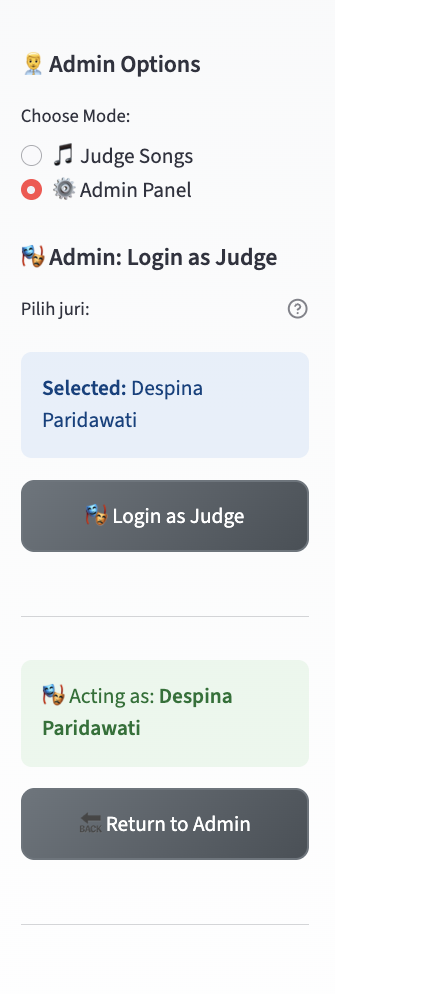 👨‍💼 Admin Options
Choose Mode:
🎵 Judge Songs
⚙️ Admin Panel
🎭 Admin: Login as Judge
Pilih juri:
Selected: Despina
Paridawati
🎭 Login as Judge
🎭 Acting as: Despina
Paridawati
🔙 Return to Admin